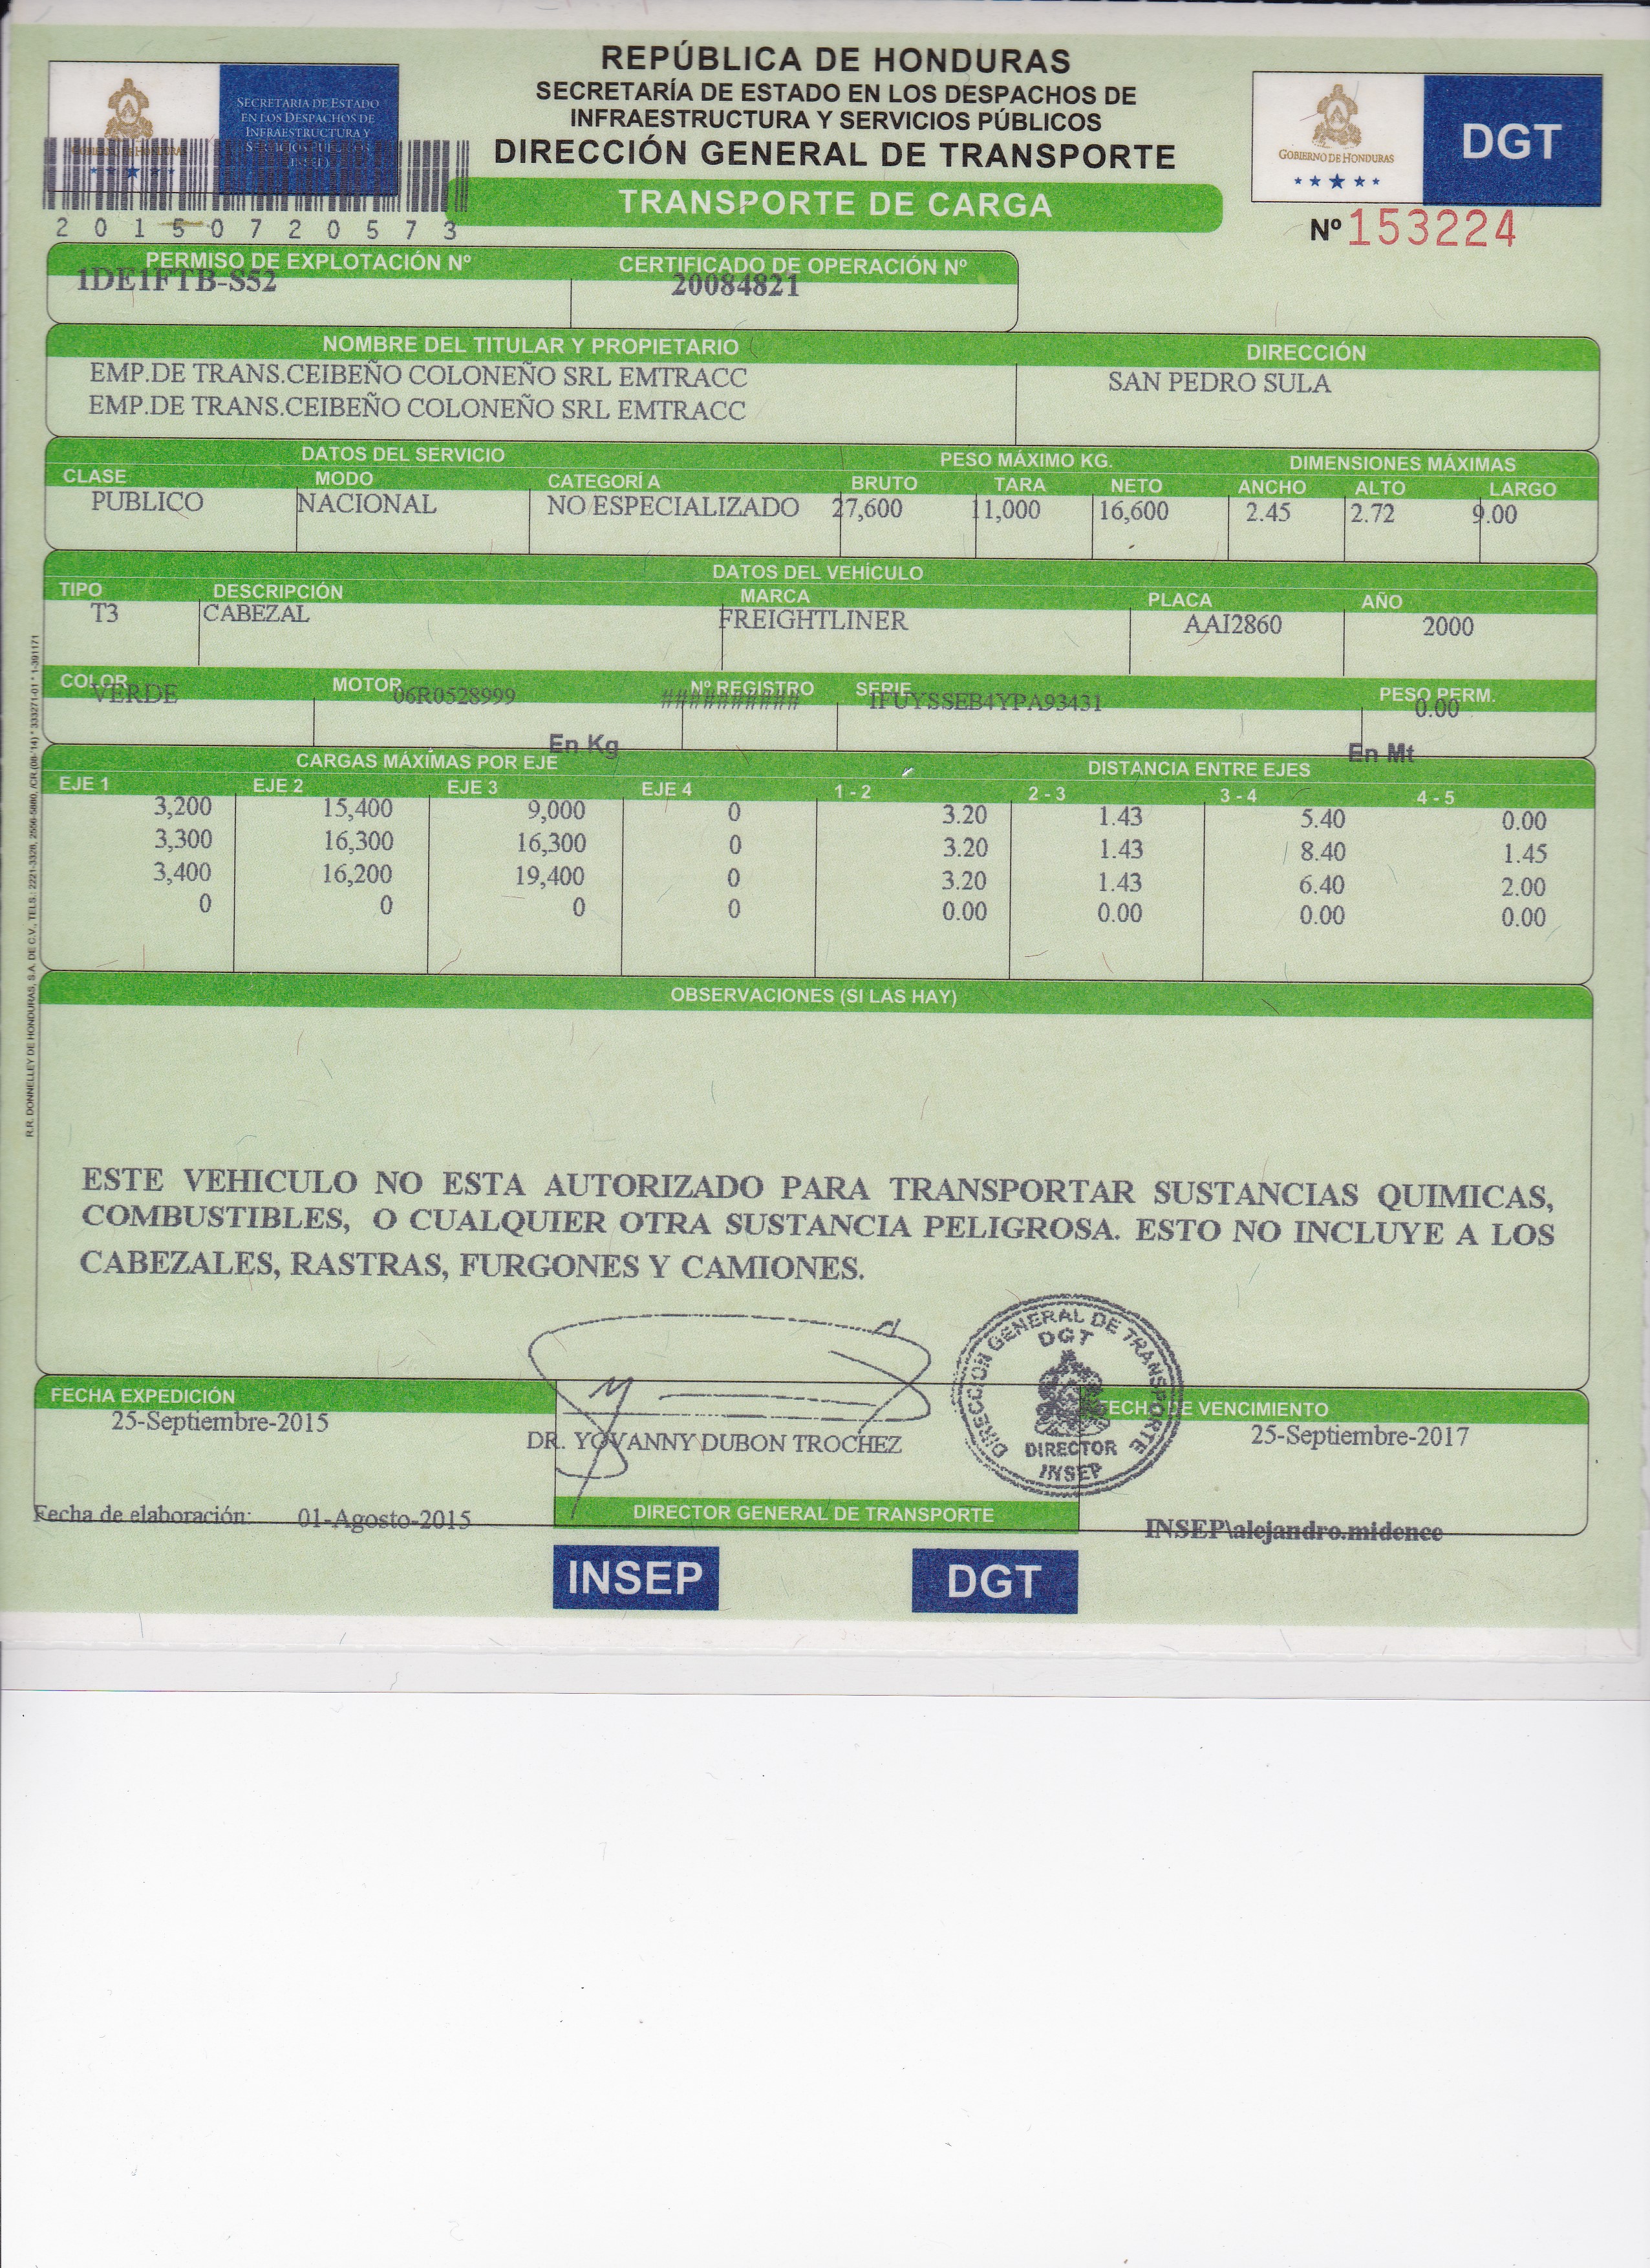 REPÚBLICA DE HONDURAS
SECRETARÍA DE ESTADO EN LOS DESPACHOS DE
INFRAESTRUCTURA Y SERVICIOS PÚBLICOS
DIRECCIÓN GENERAL DE TRANSPORTE
TRANSPORTE DE CARGA
SECRETARIA DE ESTADO
EN LOS DESPACHOS DE
INFRAESTRUCTURA Y
SERVICIOS PUBLICOS
GOBIERNO DE HONDURAS
DGT
20150720573
Nº 153224
PERMISO DE EXPLOTACIÓN Nº CERTIFICADO DE OPERACIÓN Nº
1DE1FTB-S52 20084821
NOMBRE DEL TITULAR Y PROPIETARIO DIRECCIÓN
EMP.DE TRANS.CEIBEÑO COLONEÑO SRL EMTRACC SAN PEDRO SULA
EMP.DE TRANS.CEIBEÑO COLONEÑO SRL EMTRACC
DATOS DEL SERVICIO PESO MÁXIMO KG. DIMENSIONES MÁXIMAS
CLASE MODO CATEGORÍA BRUTO TARA NETO ANCHO ALTO LARGO
PUBLICO NACIONAL NO ESPECIALIZADO 27,600 11,000 16,600 2.45 2.72 9.00
DATOS DEL VEHÍCULO
TIPO DESCRIPCIÓN MARCA PLACA AÑO
T3 CABEZAL FREIGHTLINER AAI2860 2000
COLOR MOTOR Nº REGISTRO SERIE PESO PERM.
VERDE 06R0528999 ########## 1FUYSSEB4YPA93431 0.00
En Kg En Mt
CARGAS MÁXÍMAS POR EJE DISTANCIA ENTRE EJES
EJE 1 EJE 2 EJE 3 EJE 4 1 - 2 2 - 3 3 - 4 4 - 5
3,200 15,400 9,000 0 3.20 1.43 5.40 0.00
3,300 16,300 16,300 0 3.20 1.43 8.40 1.45
3,400 16,200 19,400 0 3.20 1.43 6.40 2.00
0 0 0 0 0.00 0.00 0.00 0.00
OBSERVACIONES (SI LAS HAY)
ESTE VEHICULO NO ESTA AUTORIZADO PARA TRANSPORTAR SUSTANCIAS QUIMICAS,
COMBUSTIBLES, O CUALQUIER OTRA SUSTANCIA PELIGROSA. ESTO NO INCLUYE A LOS
CABEZALES, RASTRAS, FURGONES Y CAMIONES.
DIRECCION GENERAL DE TRANSPORTE
DGT
DIRECTOR
INSEP
FECHA EXPEDICIÓN FECHA DE VENCIMIENTO
25-Septiembre-2015 DR. YOVANNY DUBON TROCHEZ 25-Septiembre-2017
DIRECTOR GENERAL DE TRANSPORTE
Fecha de elaboración: 01-Agosto-2015 INSEP\alejandro.midence
INSEP DGT